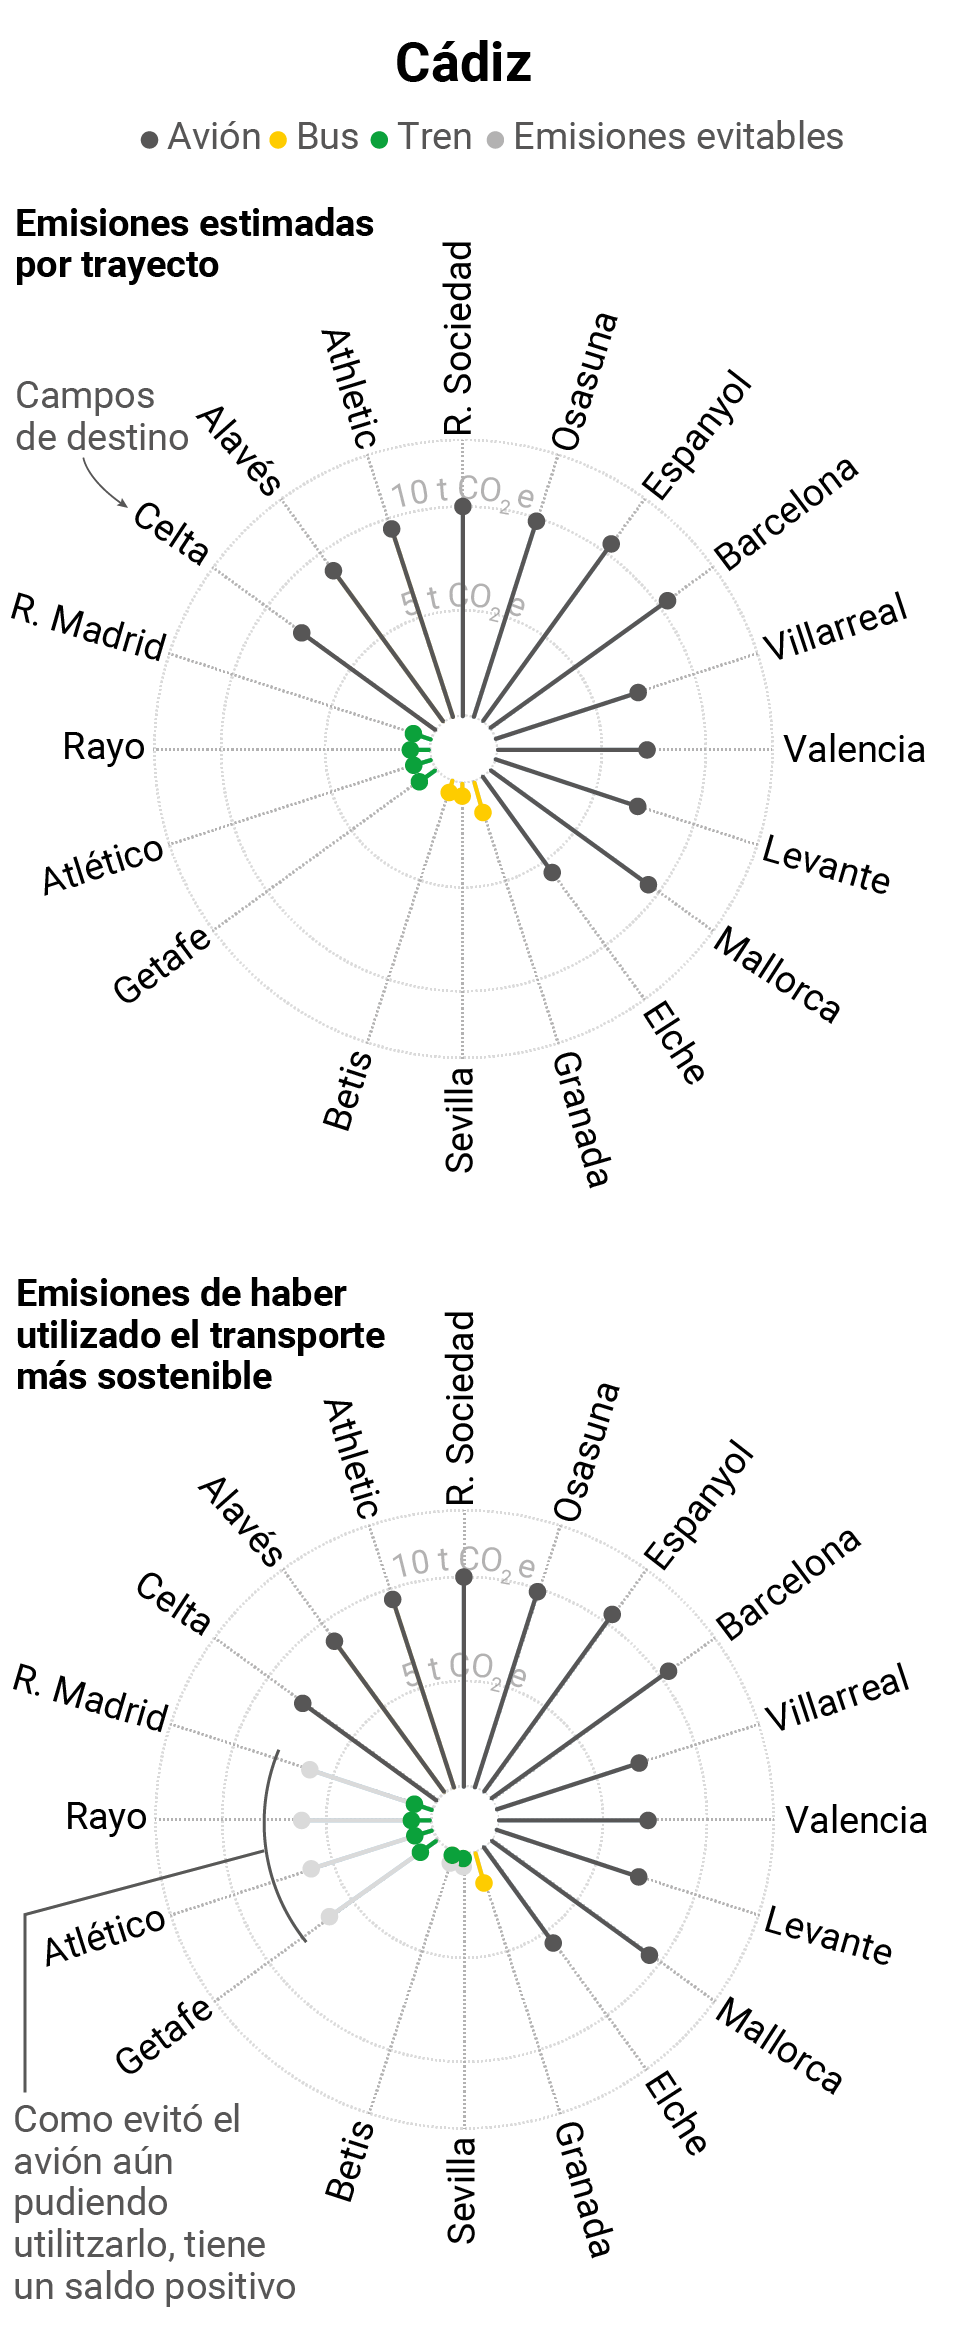 Cádiz
Avión Bus Tren Emisiones evitables
Emisiones estimadas
por trayecto
Campos
de destino
R. Sociedad
Osasuna
Espanyol
Barcelona
Villarreal
Valencia
Levante
Mallorca
Elche
Granada
Sevilla
Betis
Getafe
Atlético
Rayo
R. Madrid
Celta
Alavés
Athletic
10 t CO2 e
5 t CO2 e
Emisiones de haber
utilizado el transporte
más sostenible
R. Sociedad
Osasuna
Espanyol
Barcelona
Villarreal
Valencia
Levante
Mallorca
Elche
Granada
Sevilla
Betis
Getafe
Atlético
Rayo
R. Madrid
Celta
Alavés
Athletic
10 t CO2 e
5 t CO2 e
Como evitó el
avión aún
pudiendo
utilitzarlo, tiene
un saldo positivo